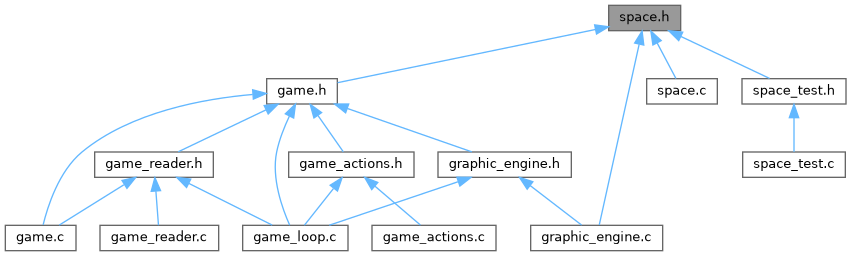 space.h
game.h
space.c
space_test.h
game_reader.h
game_actions.h
graphic_engine.h
space_test.c
game.c
game_reader.c
game_loop.c
game_actions.c
graphic_engine.c